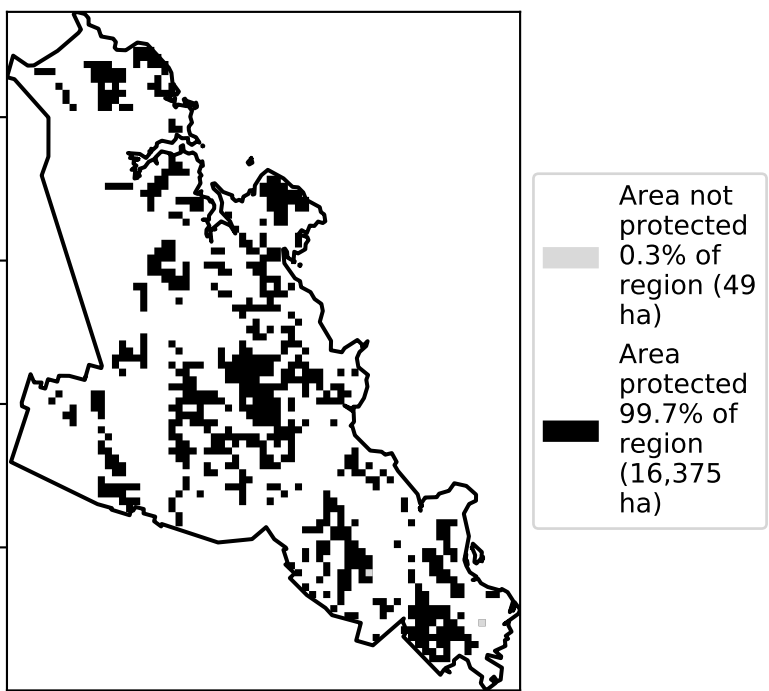 Area not
protected
0.3% of
region (49
ha)
Area
protected
99.7% of
region
(16,375
ha)